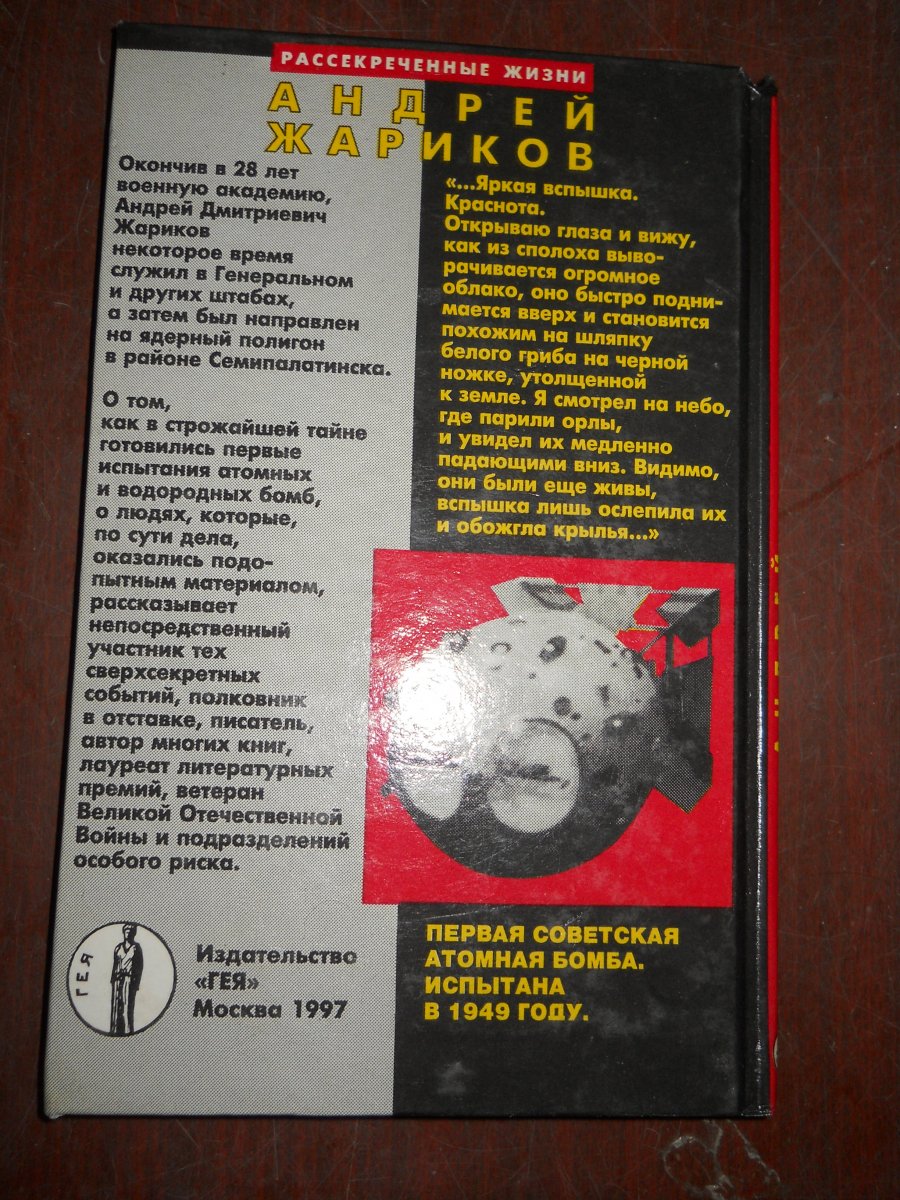 РАССЕКРЕЧЕННЫЕ ЖИЗНИ
АНДРЕЙ
ЖАРИКОВ
Окончив в 28 лет
военную академию,
Андрей Дмитриевич
Жариков
некоторое время
служил в Генеральном
и других штабах,
а затем был направлен
на ядерный полигон
в районе Семипалатинска.
О том,
как в строжайшей тайне
готовились первые
испытания атомных
и водородных бомб,
о людях, которые,
по сути дела,
оказались подо-
пытным материалом,
рассказывает
непосредственный
участник тех
сверхсекретных
событий, полковник
в отставке, писатель,
автор многих книг,
лауреат литературных
премий, ветеран
Великой Отечественной
Войны и подразделений
особого риска.
«...Яркая вспышка.
Краснота.
Открываю глаза и вижу,
как из сполоха выво-
рачивается огромное
облако, оно быстро подни-
мается вверх и становится
похожим на шляпку
белого гриба на черной
ножке, утолщенной
к земле. Я смотрел на небо,
где парили орлы,
и увидел их медленно
падающими вниз. Видимо,
они были еще живы,
вспышка лишь ослепила их
и обожгла крылья...»
ПЕРВАЯ СОВЕТСКАЯ
АТОМНАЯ БОМБА.
ИСПЫТАНА
В 1949 ГОДУ.
ГЕЯ
Издательство
«ГЕЯ»
Москва 1997